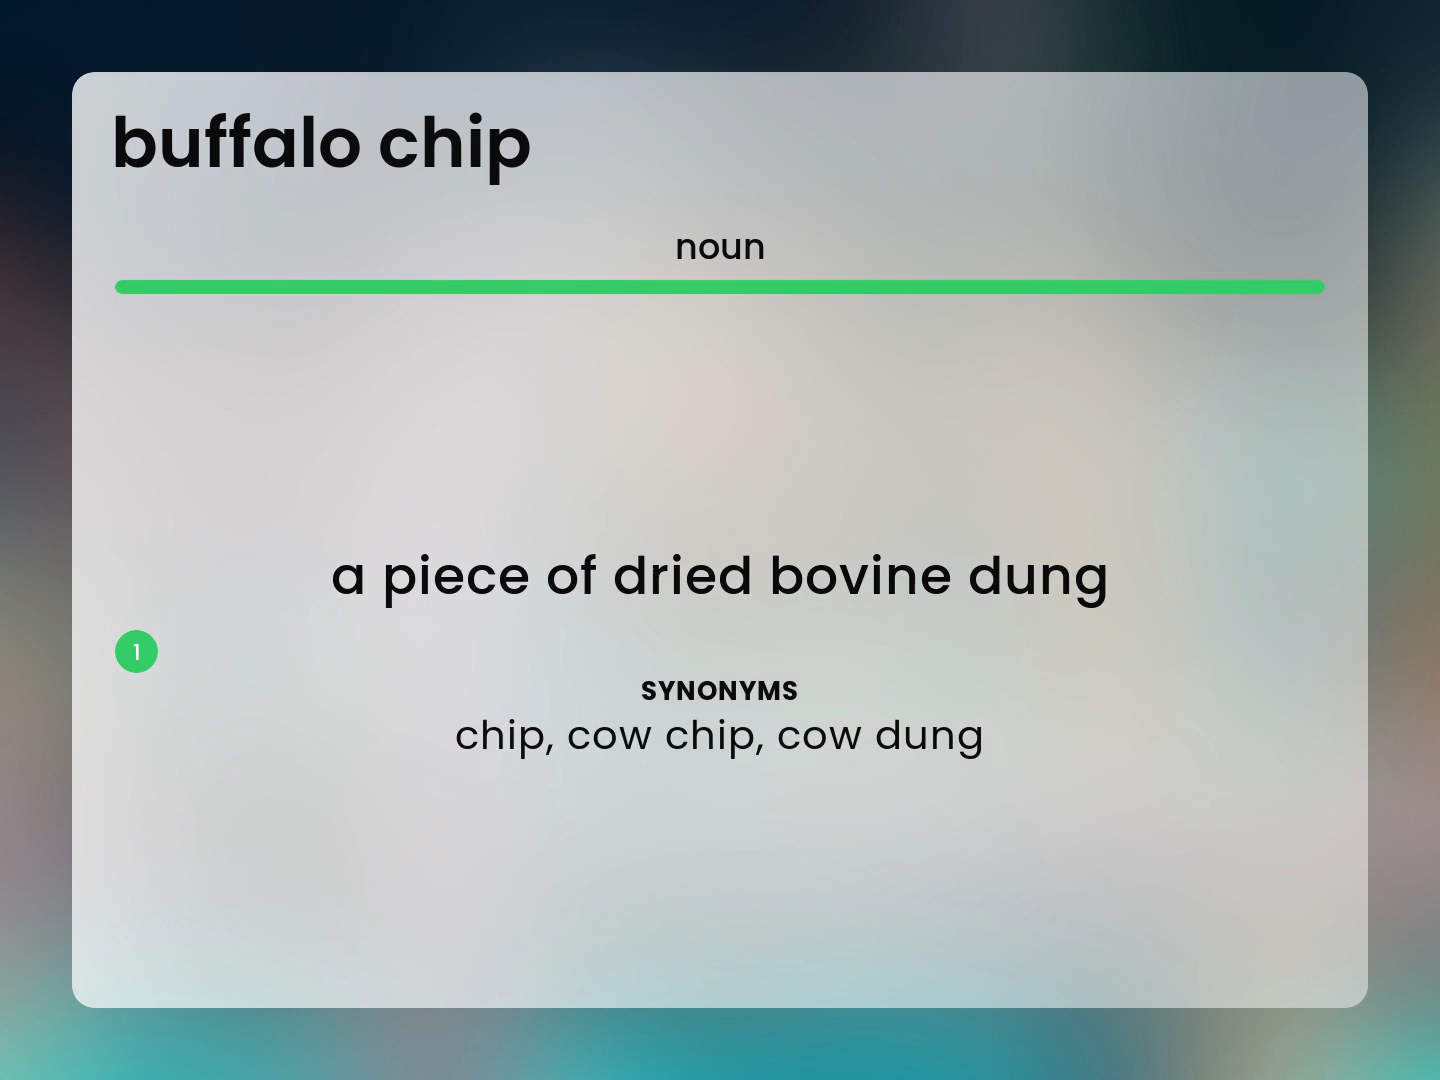 buffalo chip
noun
a piece of dried bovine dung
1
SYNONYMS
chip, cow chip, cow dung